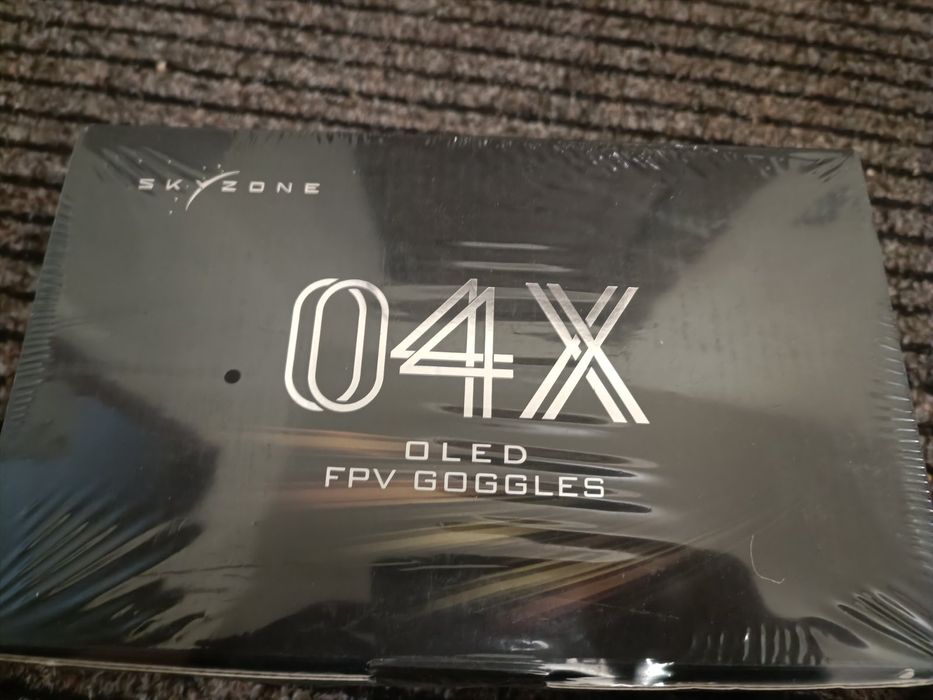 SKYZONE
04X
OLED
FPV GOGGLES